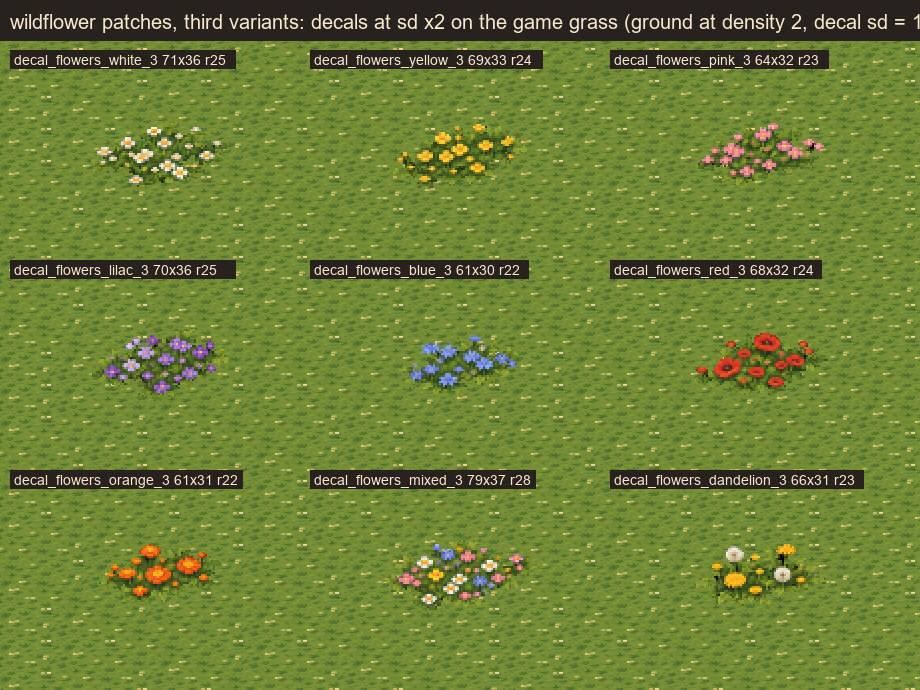 wildflower patches, third variants: decals at sd x2 on the game grass (ground at density 2, decal sd = 1
decal_flowers_white_3 71x36 r25
decal_flowers_yellow_3 69x33 r24
decal_flowers_pink_3 64x32 r23
decal_flowers_lilac_3 70x36 r25
decal_flowers_blue_3 61x30 r22
decal_flowers_red_3 68x32 r24
decal_flowers_orange_3 61x31 r22
decal_flowers_mixed_3 79x37 r28
decal_flowers_dandelion_3 66x31 r23